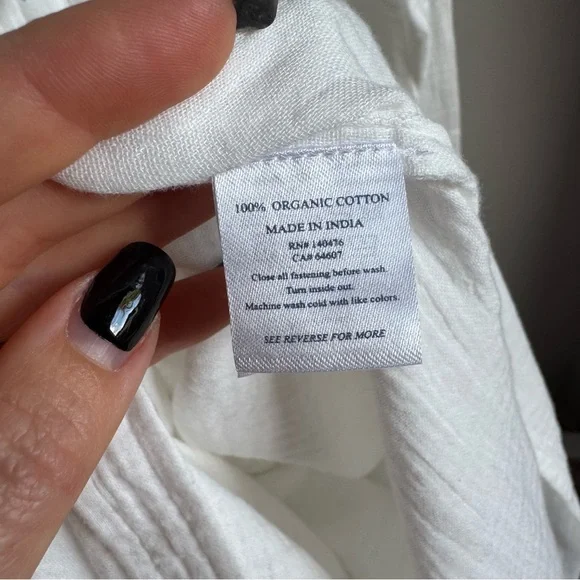 100% ORGANIC COTTON
MADE IN INDIA
RN# 140476
CA# 64607
Close all fastening before wash.
Turn inside out.
Machine wash cold with like colors.
SEE REVERSE FOR MORE